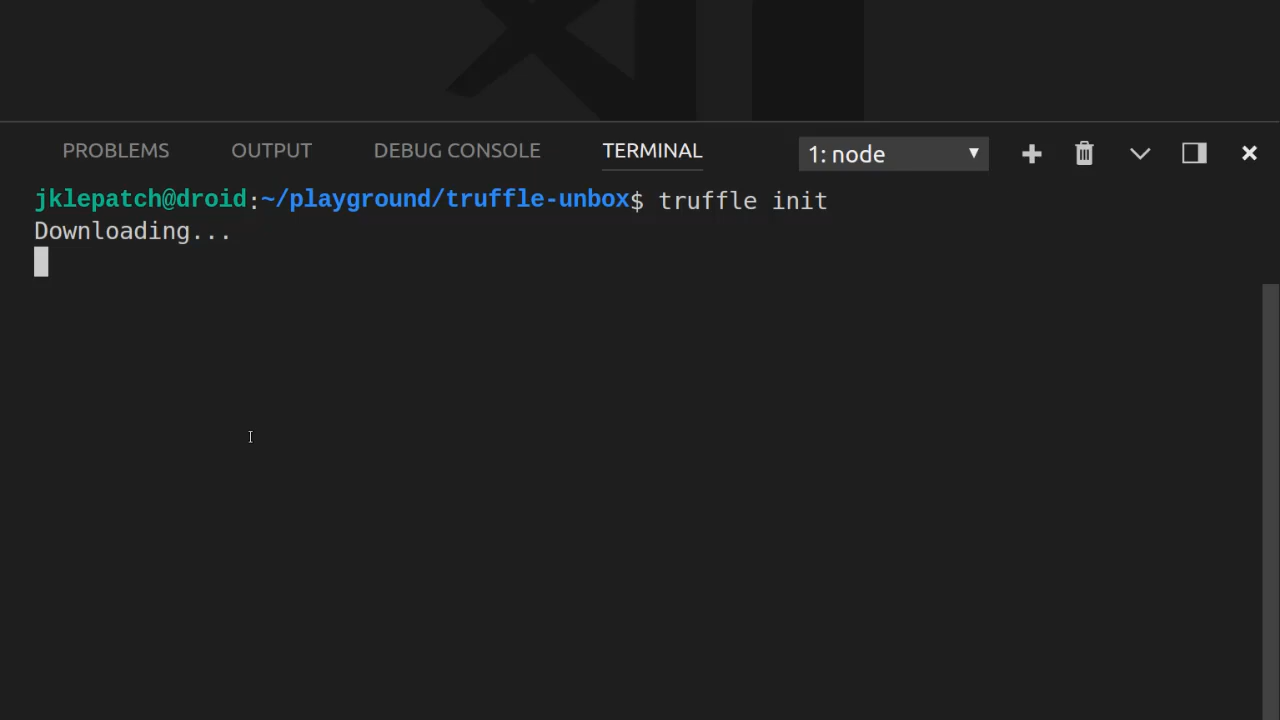 PROBLEMS OUTPUT DEBUG CONSOLE TERMINAL 1: node
jklepatch@droid:~/playground/truffle-unbox$ truffle init
Downloading...